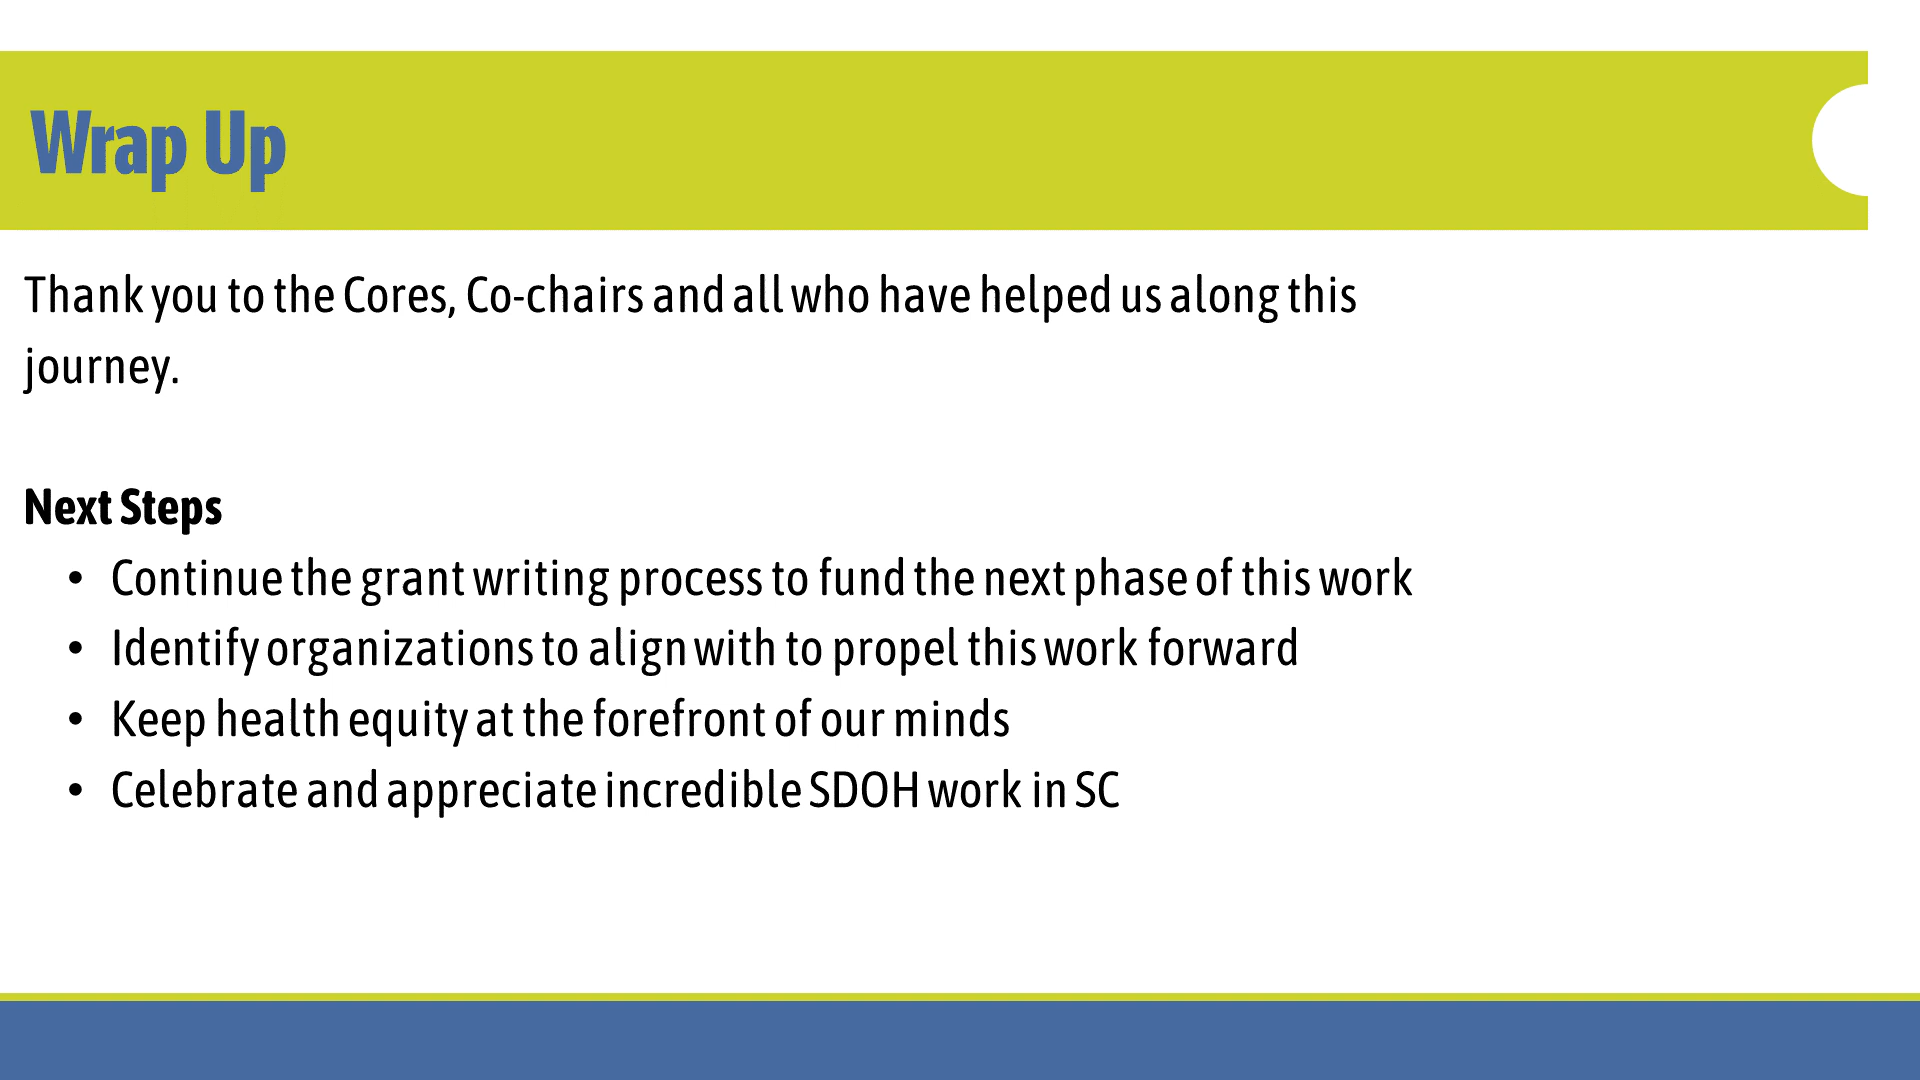 Wrap Up
Thank you to the Cores, Co-chairs and all who have helped us along this
journey.
Next Steps
• Continue the grant writing process to fund the next phase of this work
• Identify organizations to align with to propel this work forward
• Keep health equity at the forefront of our minds
• Celebrate and appreciate incredible SDOH work in SC